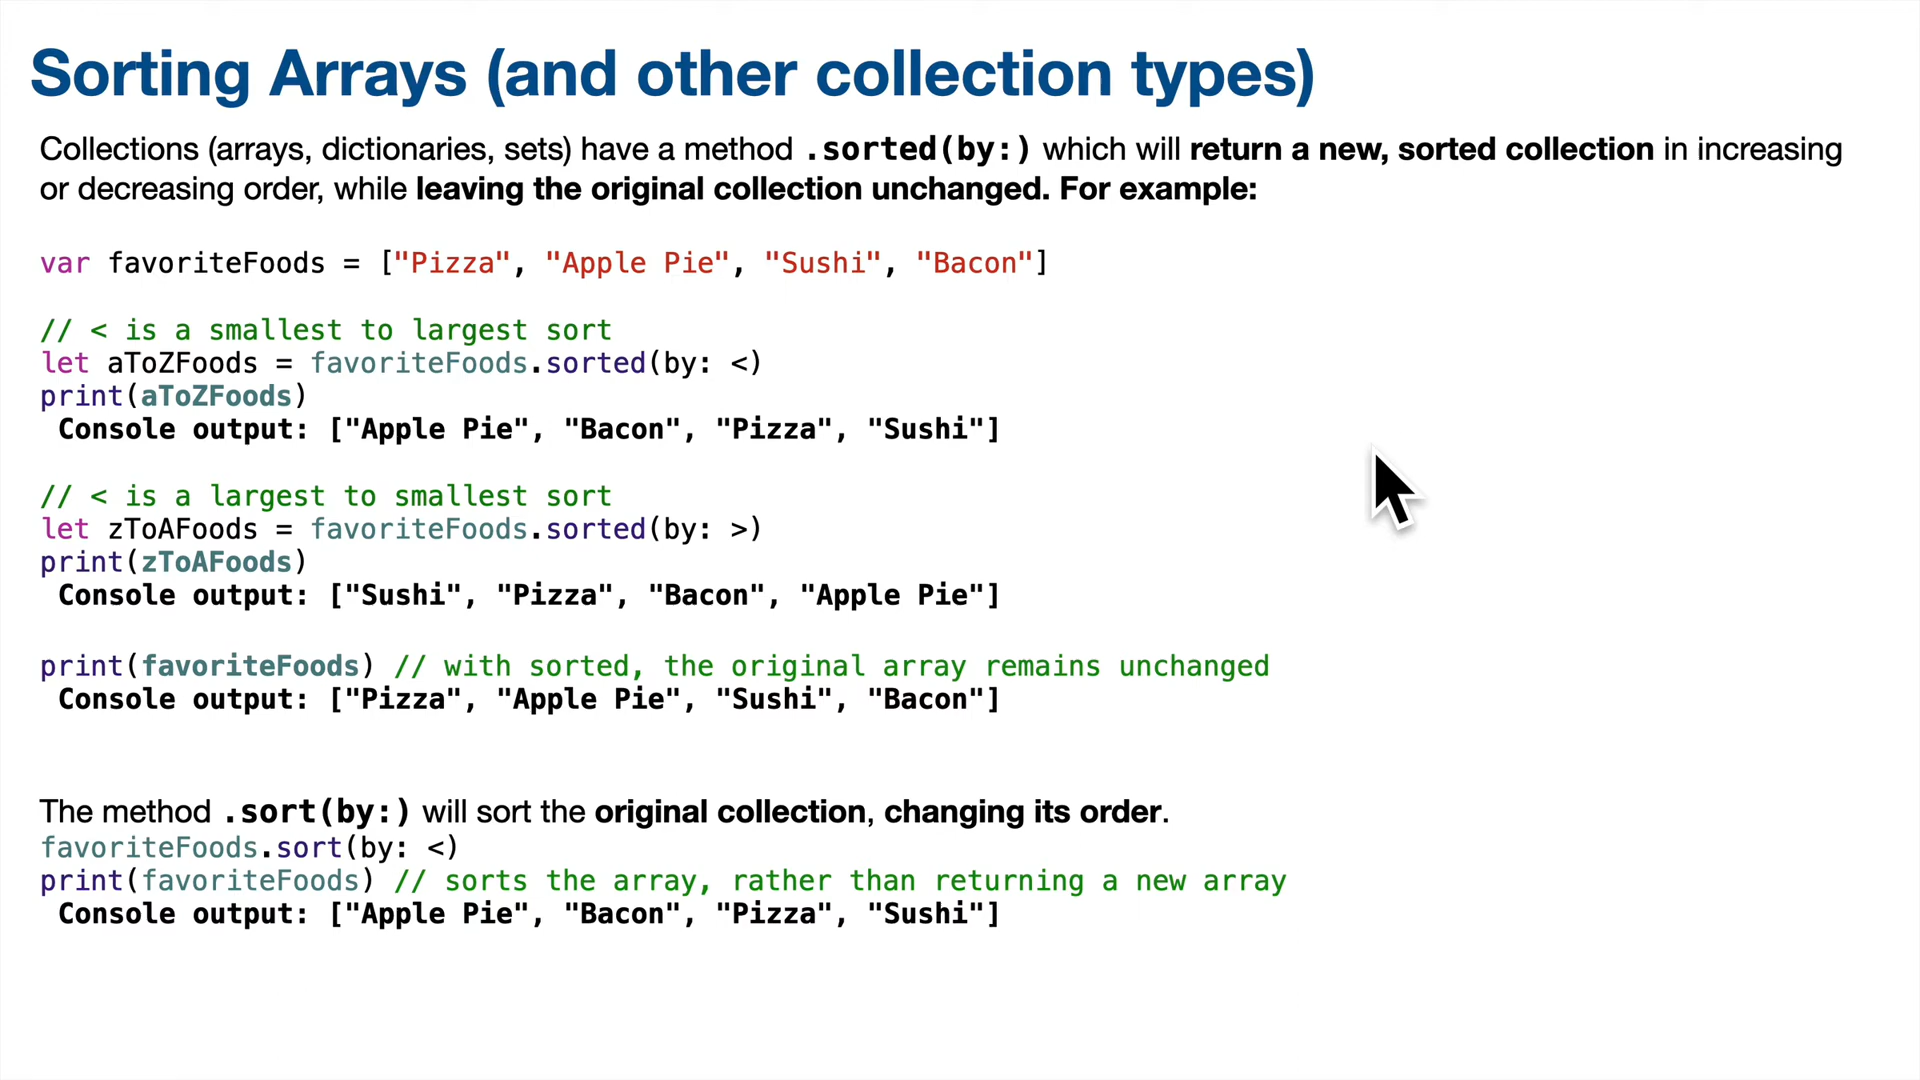 Sorting Arrays (and other collection types)
Collections (arrays, dictionaries, sets) have a method .sorted(by:) which will return a new, sorted collection in increasing
or decreasing order, while leaving the original collection unchanged. For example:
var favoriteFoods = ["Pizza", "Apple Pie", "Sushi", "Bacon"]
// < is a smallest to largest sort
let aToZFoods = favoriteFoods.sorted(by: <)
print(aToZFoods)
Console output: ["Apple Pie", "Bacon", "Pizza", "Sushi"]
// < is a largest to smallest sort
let zToAFoods = favoriteFoods.sorted(by: >)
print(zToAFoods)
Console output: ["Sushi", "Pizza", "Bacon", "Apple Pie"]
print(favoriteFoods) // with sorted, the original array remains unchanged
Console output: ["Pizza", "Apple Pie", "Sushi", "Bacon"]
The method .sort(by:) will sort the original collection, changing its order.
favoriteFoods.sort(by: <)
print(favoriteFoods) // sorts the array, rather than returning a new array
Console output: ["Apple Pie", "Bacon", "Pizza", "Sushi"]